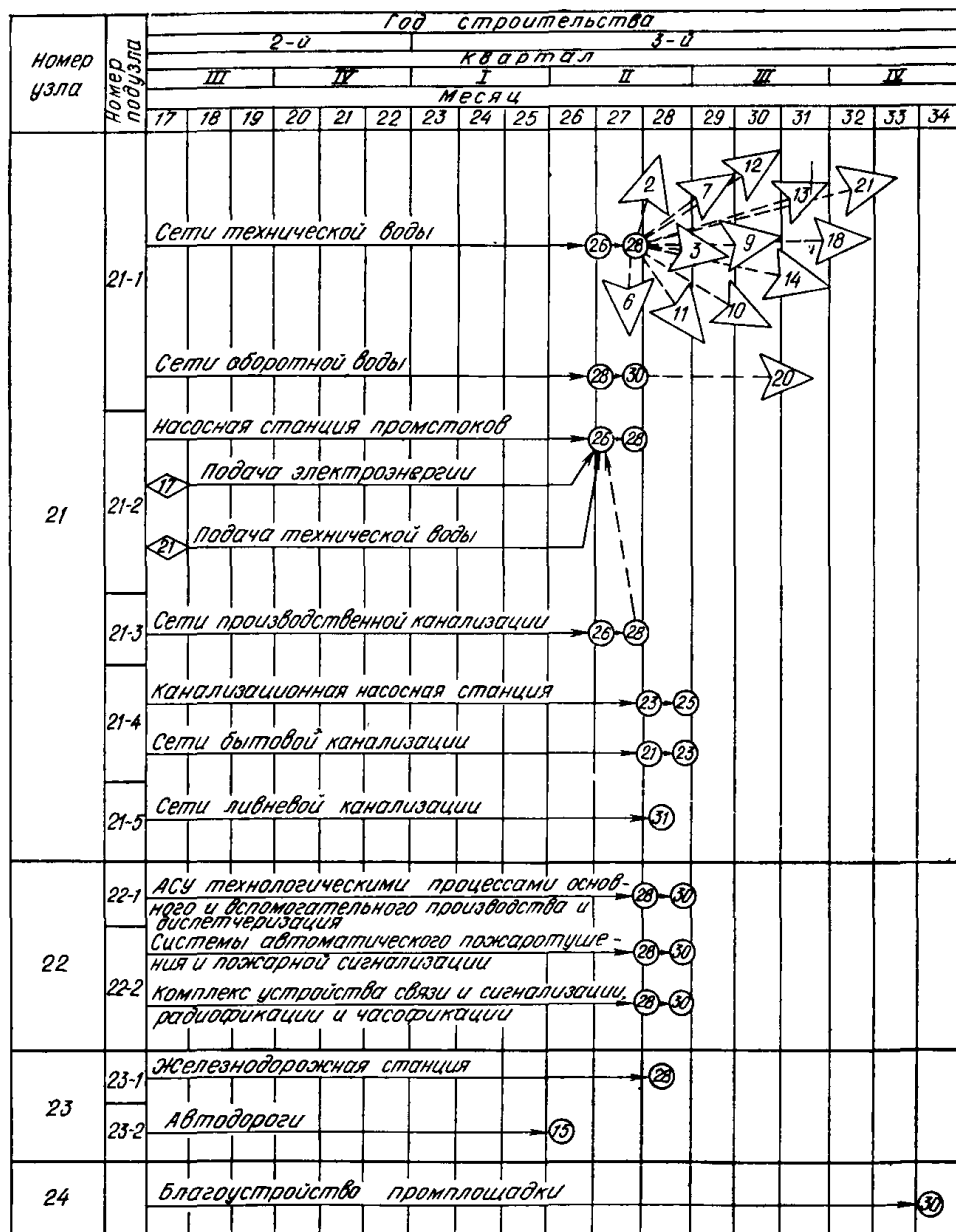 Год строительства
Номер узла
Номер подузла
2-й 3-й
Квартал
III IV I II III IV
Месяц
17 18 19 20 21 22 23 24 25 26 27 28 29 30 31 32 33 34
2 7 12 13 21
Сети технической воды 26 28 3 9 18
21-1
14
6 11 10
Сети оборотной воды
28 30 20
Насосная станция промстоков 26 28
Подача электроэнергии
17
21
21-2
Подача технической воды
21
Сети производственной канализации
21-3 26 28
Канализационная насосная станция
23 25
21-4
Сети бытовой канализации
21 23
Сети ливневой канализации
21-5 31
АСУ технологическими процессами основ-
22-1 28 30
ного и вспомогательного производства и
диспетчеризация
Системы автоматического пожаротуше-
22 28 30
ния и пожарной сигнализации
22-2
Комплекс устройства связи и сигнализации, 28 30
радиофикации и часофикации
Железнодорожная станция
23-1 28
23
Автодороги
23-2 15
Благоустройство промплощадки
24 30